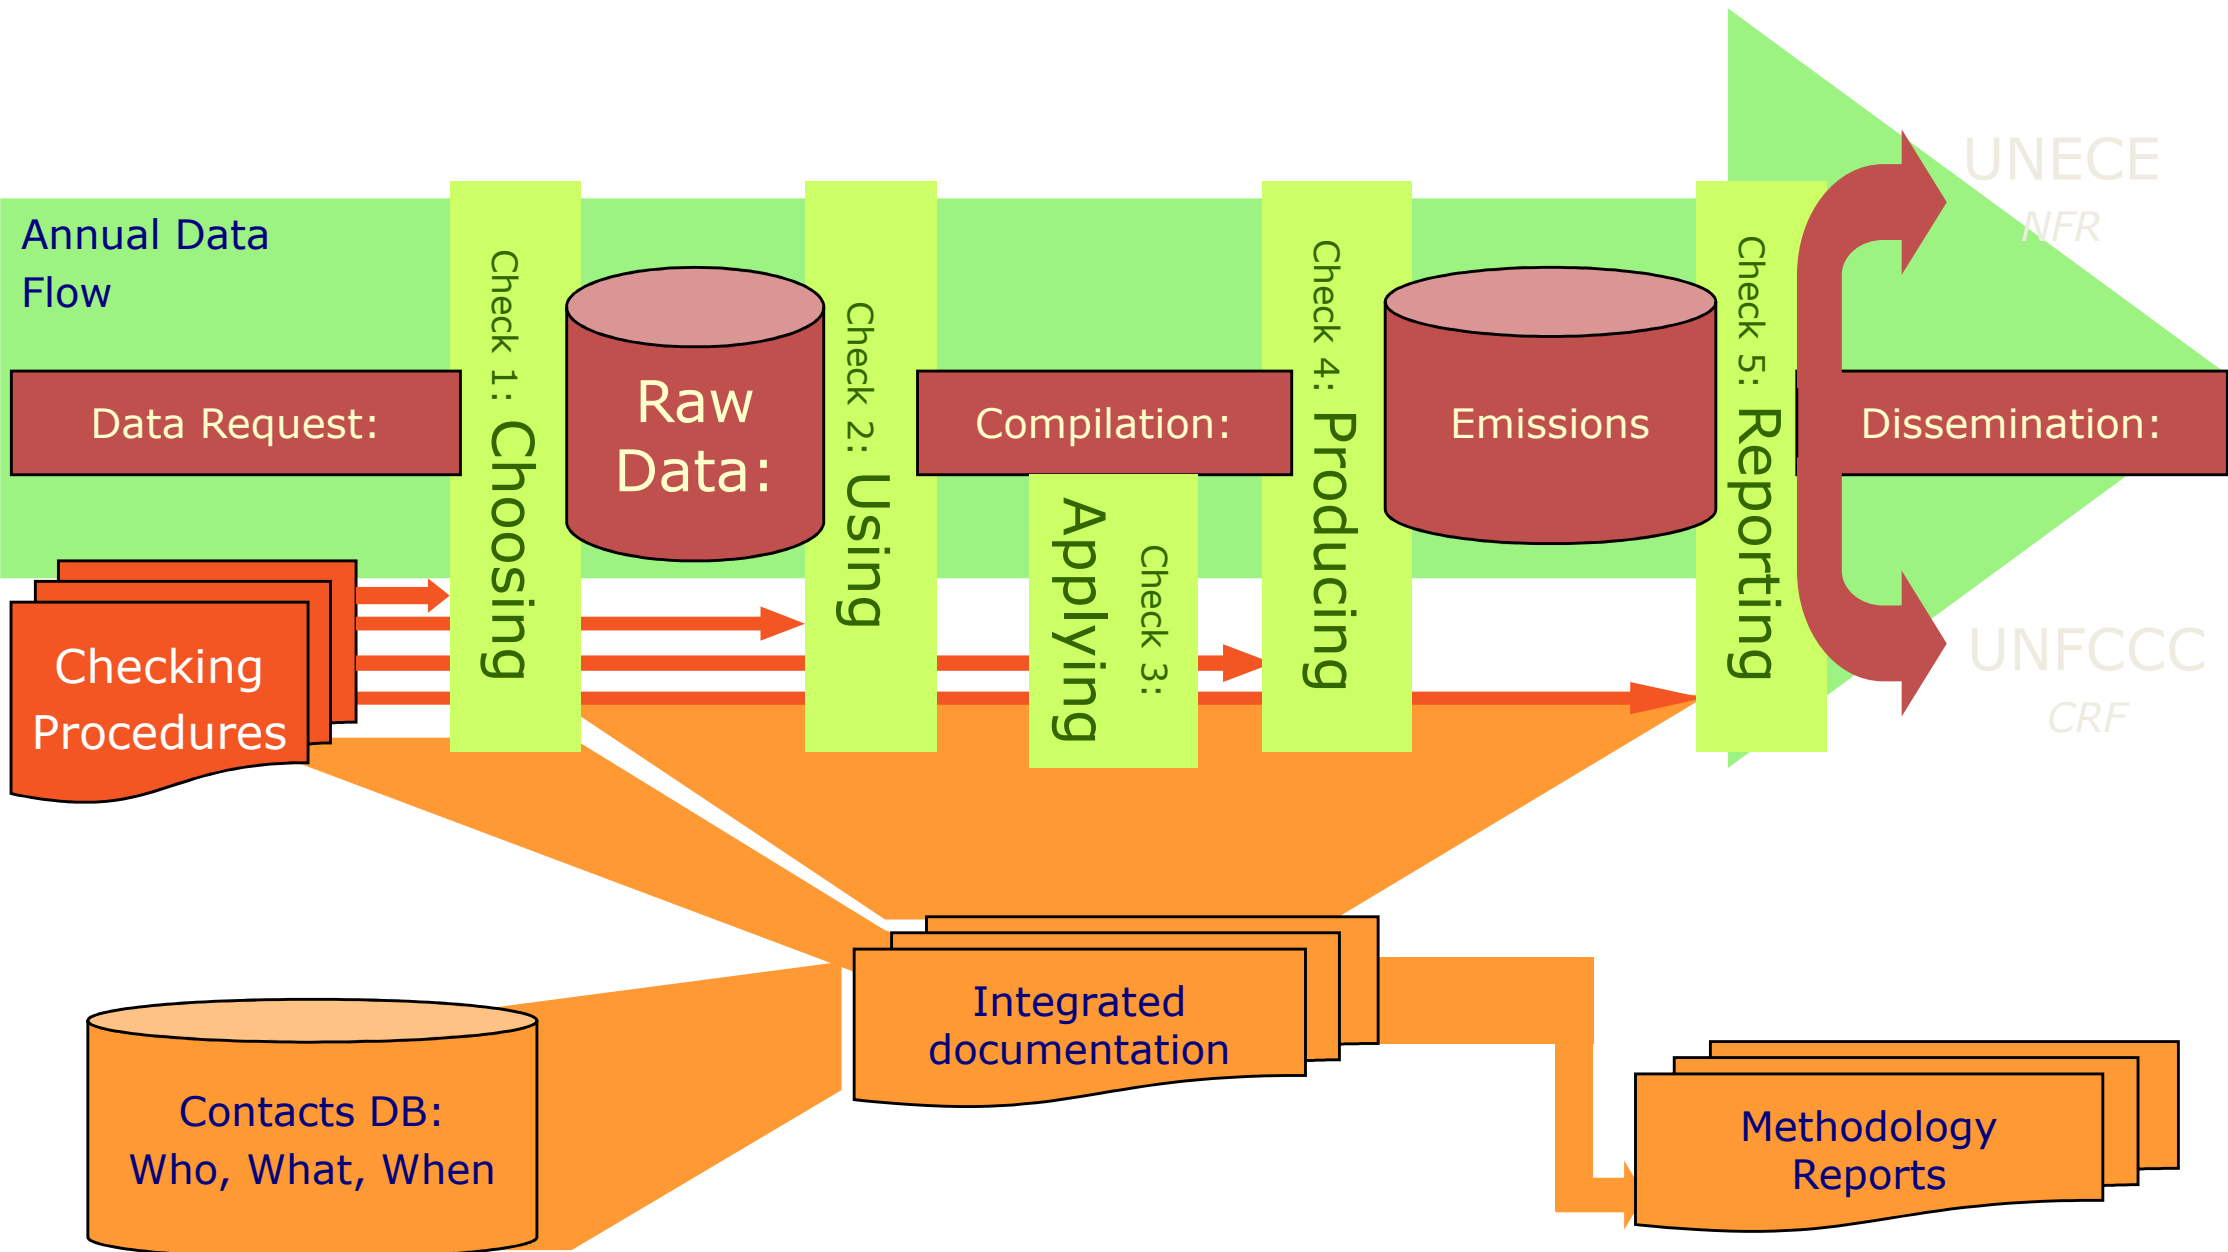 Annual Data
Flow
Data Request:
Check 1: Choosing
Raw
Data:
Check 2: Using
Compilation:
Check 3:
Applying
Check 4: Producing
Emissions
Check 5: Reporting
Dissemination:
UNECE
NFR
UNFCCC
CRF
Checking
Procedures
Integrated
documentation
Contacts DB:
Who, What, When
Methodology
Reports